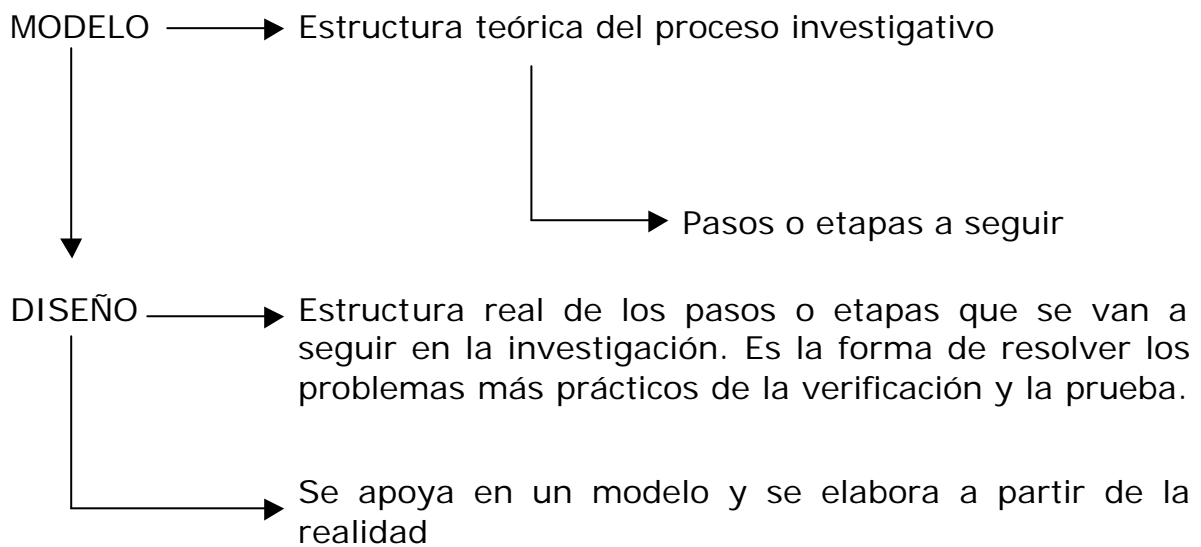 MODELO Estructura teórica del proceso investigativo
Pasos o etapas a seguir
DISEÑO Estructura real de los pasos o etapas que se van a
seguir en la investigación. Es la forma de resolver los
problemas más prácticos de la verificación y la prueba.
Se apoya en un modelo y se elabora a partir de la
realidad